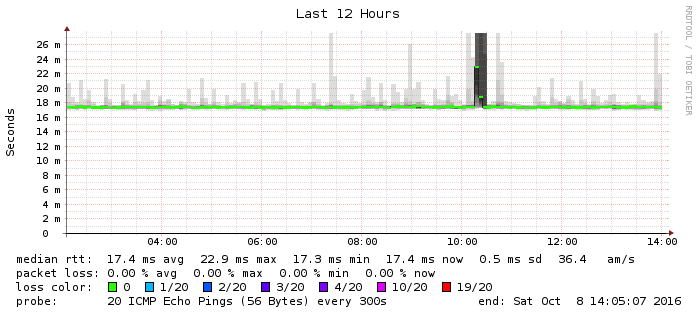 Last 12 Hours
RRDTOOL / TOBI OETIKER
Seconds
26 m
24 m
22 m
20 m
18 m
16 m
14 m
12 m
10 m
8 m
6 m
4 m
2 m
0
04:00 06:00 08:00 10:00 12:00 14:00
median rtt: 17.4 ms avg 22.9 ms max 17.3 ms min 17.4 ms now 0.5 ms sd 36.4 am/s
packet loss: 0.00 % avg 0.00 % max 0.00 % min 0.00 % now
loss color: 0 1/20 2/20 3/20 4/20 10/20 19/20
probe: 20 ICMP Echo Pings (56 Bytes) every 300s end: Sat Oct 8 14:05:07 2016